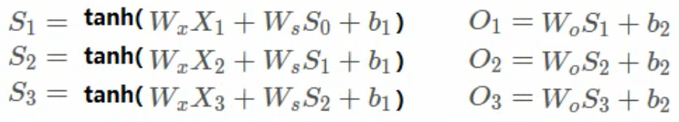 S₁ = tanh( WₓX₁ + WₛS₀ + b₁ ) O₁ = WₒS₁ + b₂
S₂ = tanh( WₓX₂ + WₛS₁ + b₁ ) O₂ = WₒS₂ + b₂
S₃ = tanh( WₓX₃ + WₛS₂ + b₁ ) O₃ = WₒS₃ + b₂